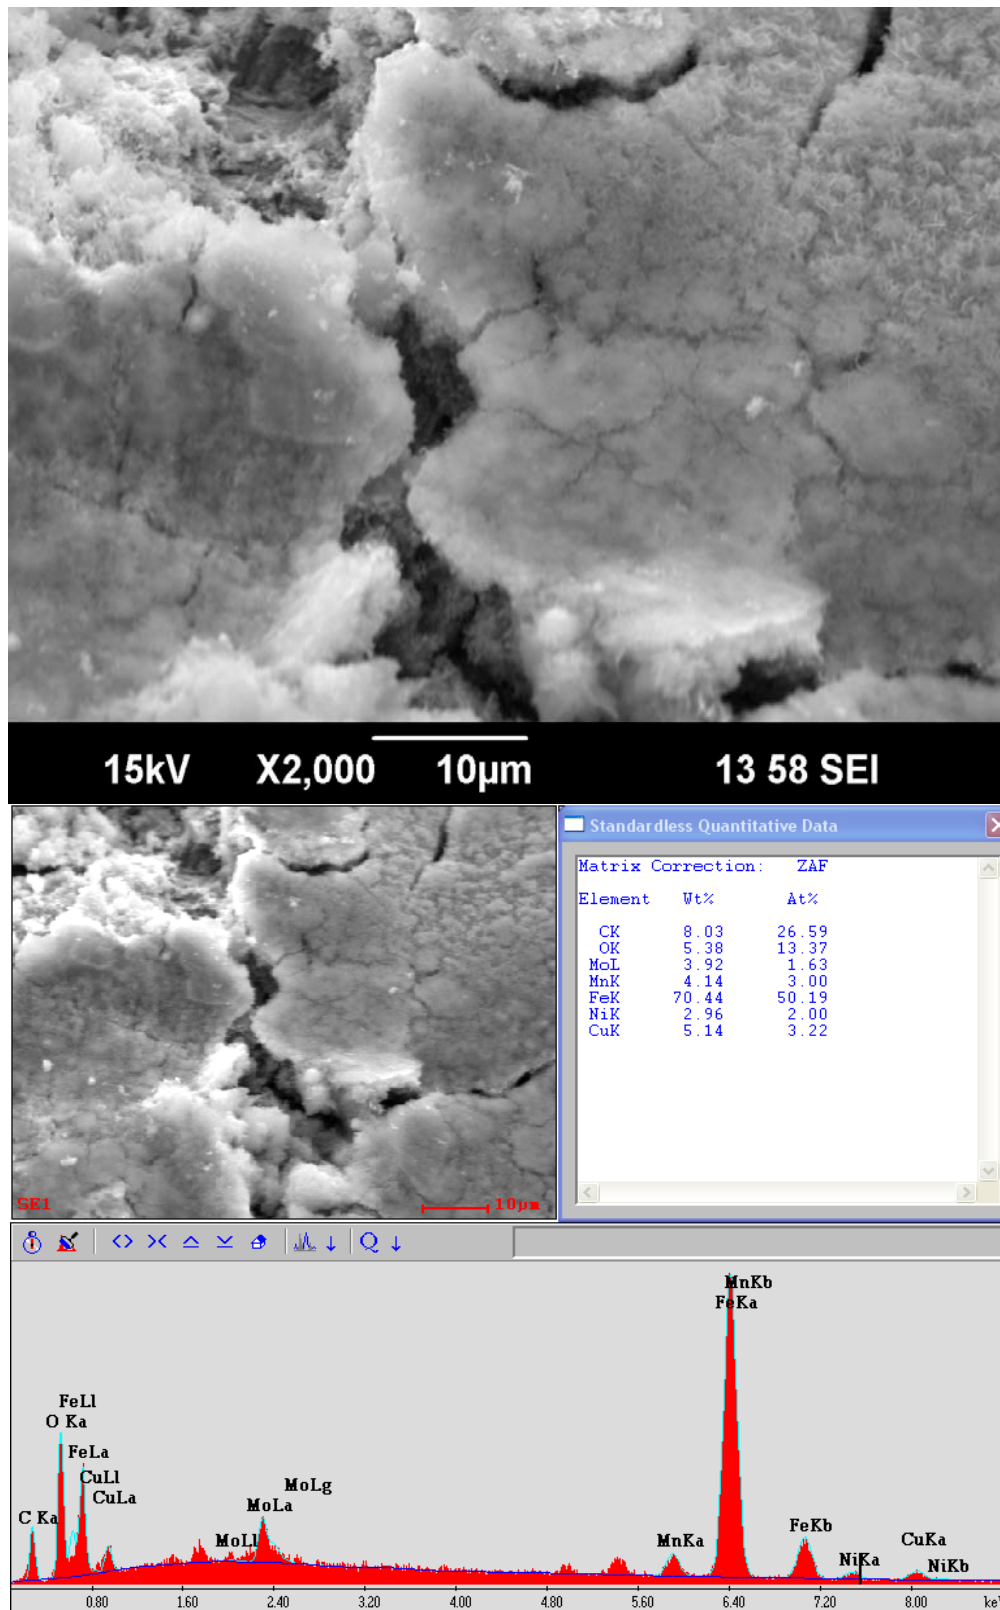 15kV X2,000 10µm 13 58 SEI
Standardless Quantitative Data
Matrix Correction: ZAF
Element Wt% At%
CK 8.03 26.59
OK 5.38 13.37
MoL 3.92 1.63
MnK 4.14 3.00
FeK 70.44 50.19
NiK 2.96 2.00
CuK 5.14 3.22
SE1 10µm
Q
MnKb
FeKa
FeLl
O Ka
FeLa
CuLl
CuLa
C Ka
MoLg
MoLa
MoLl
MnKa
FeKb
CuKa
NiKa
NiKb
0.80 1.60 2.40 3.20 4.00 4.80 5.60 6.40 7.20 8.00